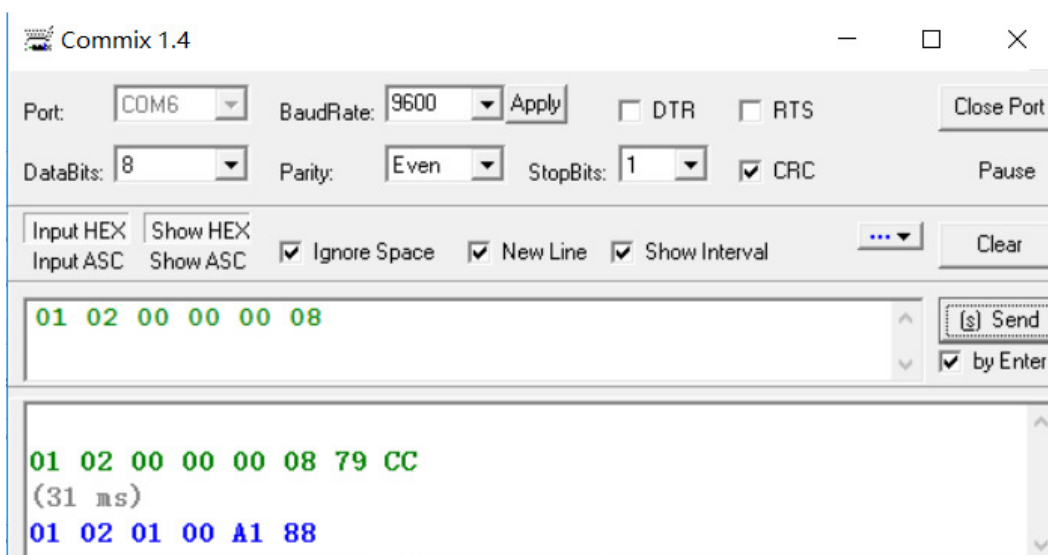 Commix 1.4
Port: COM6 BaudRate: 9600 Apply DTR RTS Close Port
DataBits: 8 Parity: Even StopBits: 1 CRC Pause
Input HEX Show HEX
Input ASC Show ASC Ignore Space New Line Show Interval ... Clear
01 02 00 00 00 08 (s) Send
by Enter
01 02 00 00 00 08 79 CC
(31 ms)
01 02 01 00 A1 88